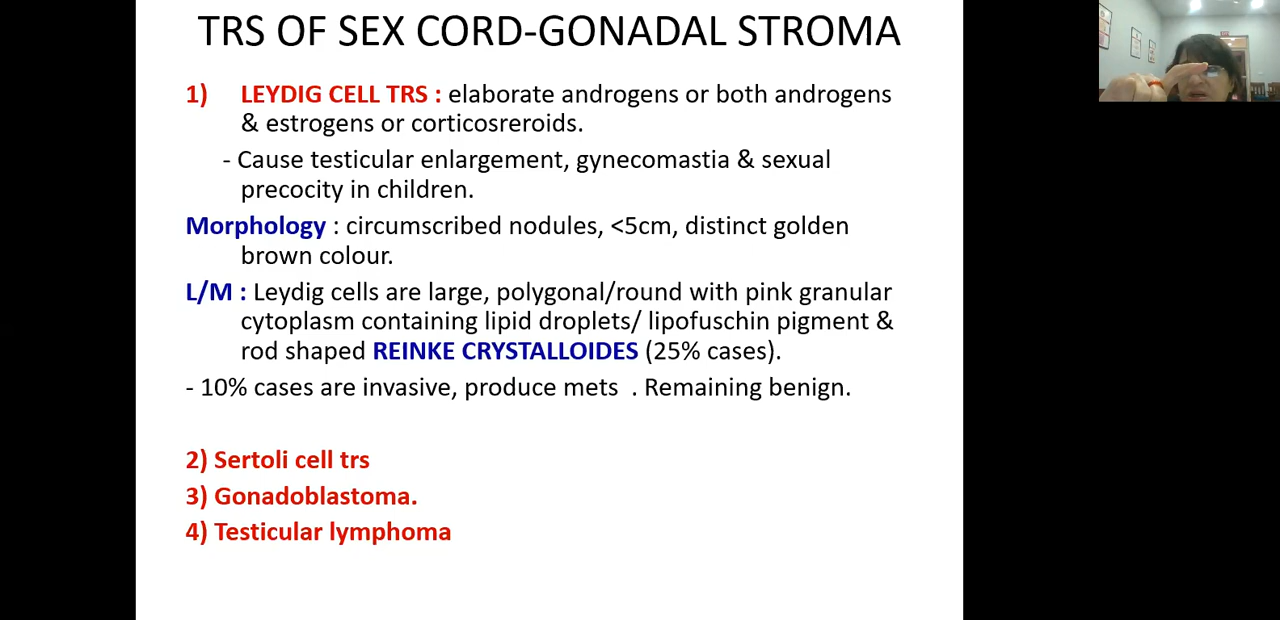 TRS OF SEX CORD-GONADAL STROMA
1) LEYDIG CELL TRS : elaborate androgens or both androgens
& estrogens or corticosreroids.
- Cause testicular enlargement, gynecomastia & sexual
precocity in children.
Morphology : circumscribed nodules, <5cm, distinct golden
brown colour.
L/M : Leydig cells are large, polygonal/round with pink granular
cytoplasm containing lipid droplets/ lipofuschin pigment &
rod shaped REINKE CRYSTALLOIDES (25% cases).
- 10% cases are invasive, produce mets . Remaining benign.
2) Sertoli cell trs
3) Gonadoblastoma.
4) Testicular lymphoma